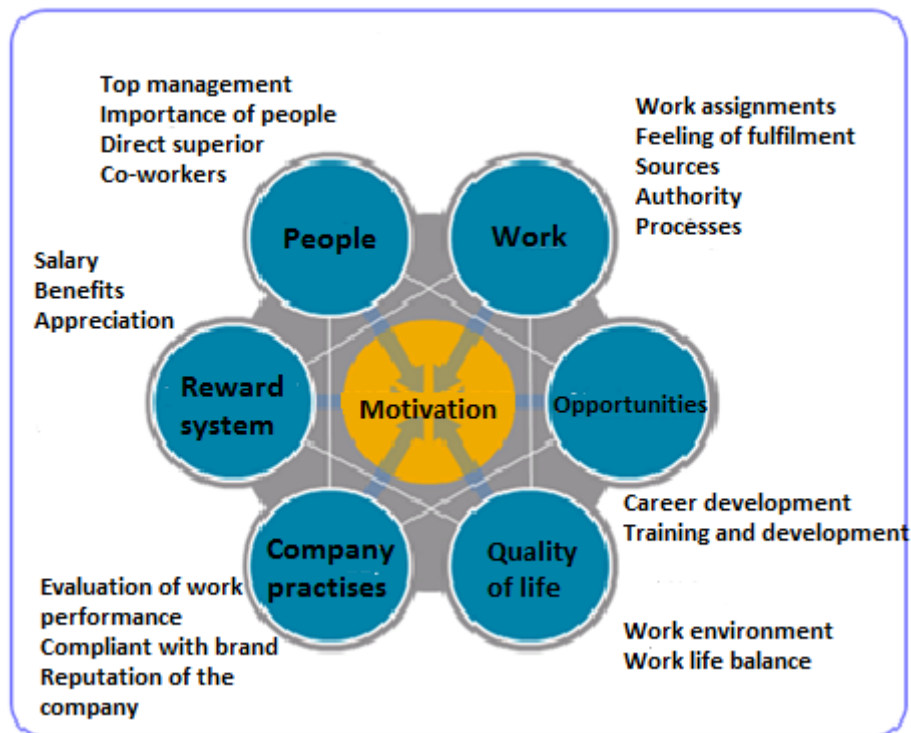 Top management
Importance of people
Direct superior
Co-workers
Work assignments
Feeling of fulfilment
Sources
Authority
Processes
People
Work
Salary
Benefits
Appreciation
Reward
system
Motivation
Opportunities
Career development
Training and development
Company
practises
Quality
of life
Evaluation of work
performance
Compliant with brand
Reputation of the
company
Work environment
Work life balance